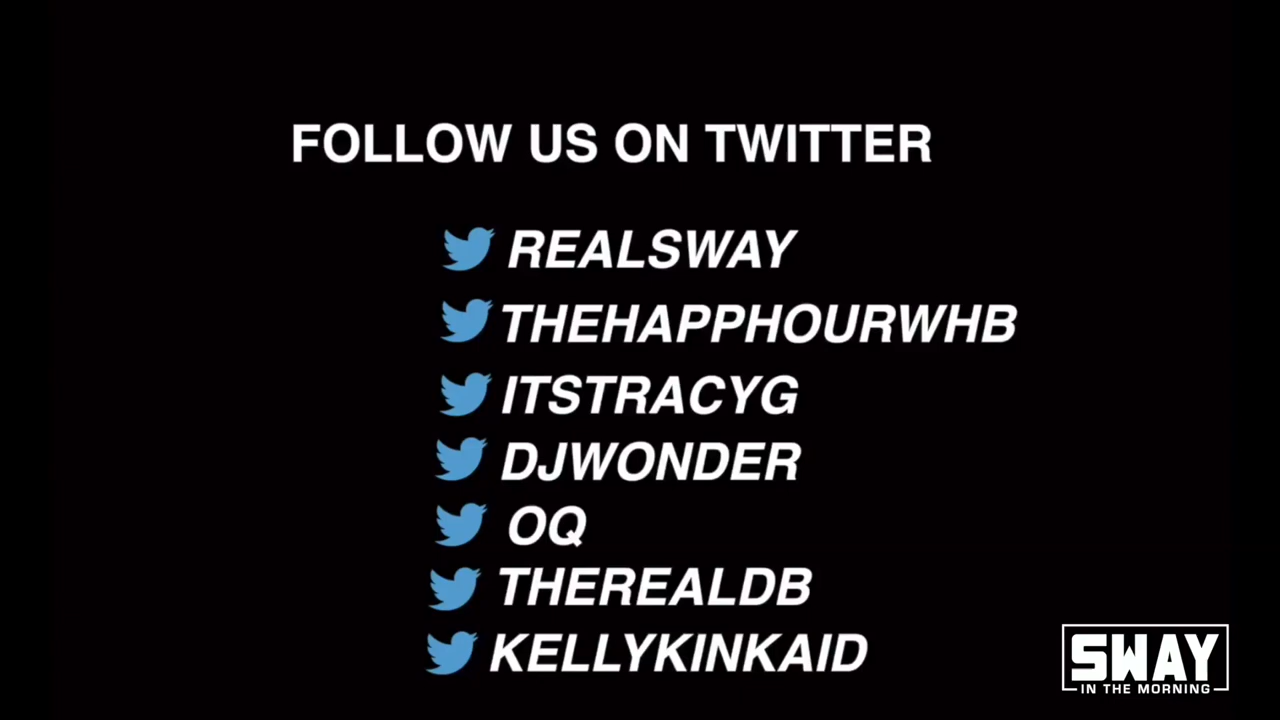 FOLLOW US ON TWITTER
REALSWAY
THEHAPPHOURWHB
ITSTRACYG
DJWONDER
OQ
THEREALDB
KELLYKINKAID
SWAY
IN THE MORNING